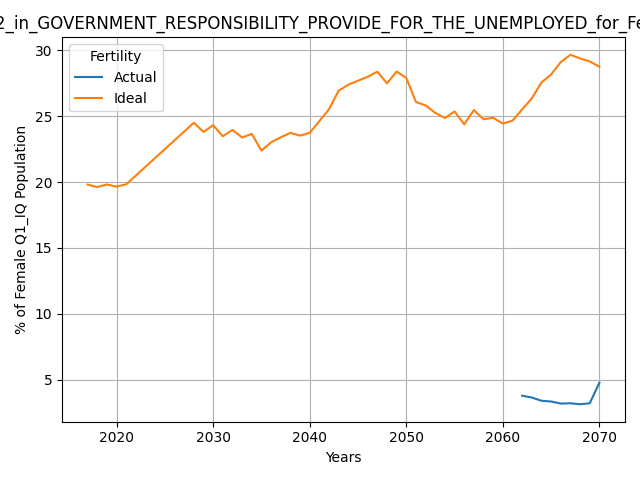 2_in_GOVERNMENT_RESPONSIBILITY_PROVIDE_FOR_THE_UNEMPLOYED_for_Fe
Fertility
Actual
Ideal
30
25
20
15
10
5
% of Female Q1_IQ Population
2020 2030 2040 2050 2060 2070
Years